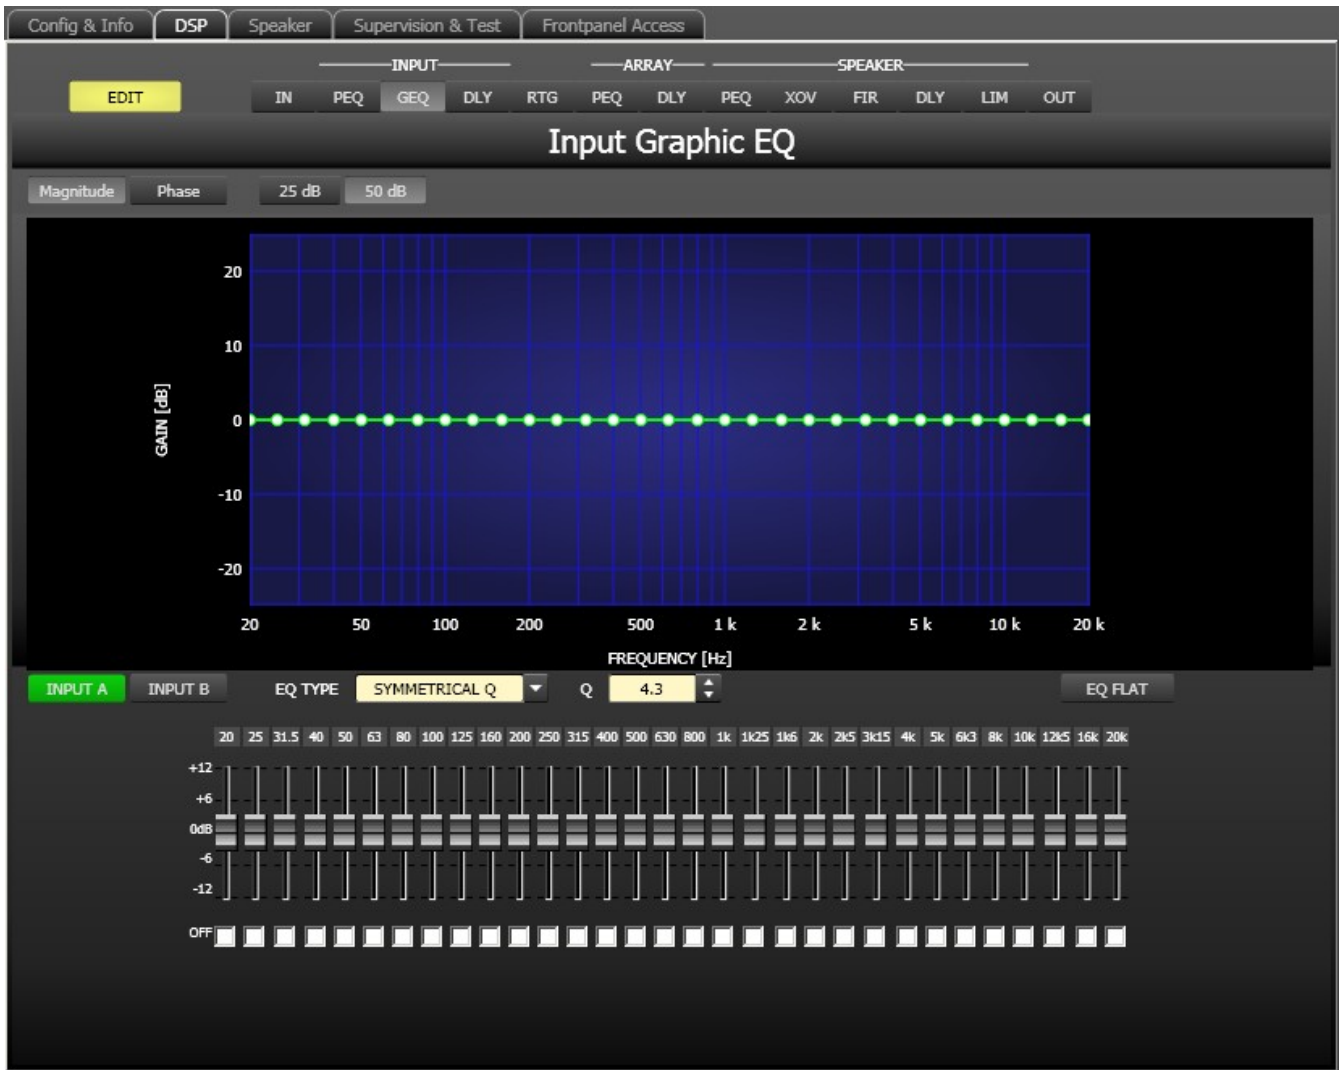 Config & Info DSP Speaker Supervision & Test Frontpanel Access
INPUT ARRAY SPEAKER
EDIT IN PEQ GEQ DLY RTG PEQ DLY PEQ XOV FIR DLY LIM OUT
Input Graphic EQ
Magnitude Phase 25 dB 50 dB
20
10
GAIN [dB]
0
-10
-20
20 50 100 200 500 1 k 2 k 5 k 10 k 20 k
FREQUENCY [Hz]
INPUT A INPUT B EQ TYPE SYMMETRICAL Q Q 4.3 EQ FLAT
20 25 31.5 40 50 63 80 100 125 160 200 250 315 400 500 630 800 1k 1k25 1k6 2k 2k5 3k15 4k 5k 6k3 8k 10k 12k5 16k 20k
+12
+6
0dB
-6
-12
OFF